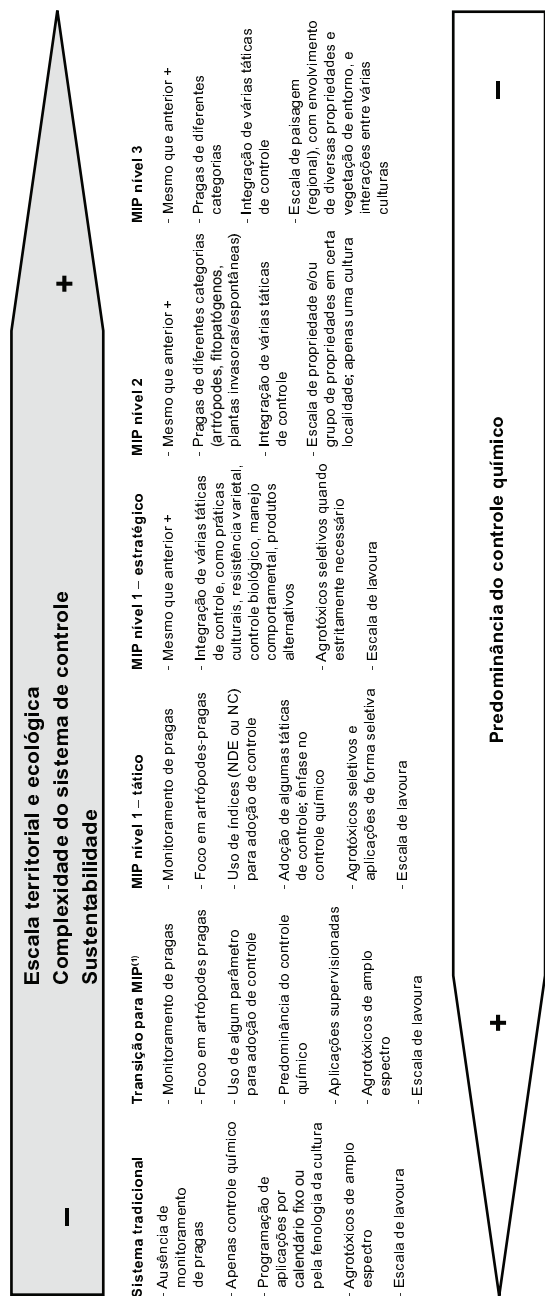 Escala territorial e ecológica
Complexidade do sistema de controle
Sustentabilidade
–
+
Sistema tradicional
- Ausência de
monitoramento
de pragas
- Apenas controle químico
- Programação de
aplicações por
calendário fixo ou
pela fenologia da cultura
- Agrotóxicos de amplo
espectro
- Escala de lavoura
Transição para MIP(1)
- Monitoramento de pragas
- Foco em artrópodes pragas
- Uso de algum parâmetro
para adoção de controle
- Predominância do controle
químico
- Aplicações supervisionadas
- Agrotóxicos de amplo
espectro
- Escala de lavoura
MIP nível 1 – tático
- Monitoramento de pragas
- Foco em artrópodes-pragas
- Uso de índices (NDE ou NC)
para adoção de controle
- Adoção de algumas táticas
de controle; ênfase no
controle químico
- Agrotóxicos seletivos e
aplicações de forma seletiva
- Escala de lavoura
MIP nível 1 – estratégico
- Mesmo que anterior +
- Integração de várias táticas
de controle, como práticas
culturais, resistência varietal,
controle biológico, manejo
comportamental, produtos
alternativos
- Agrotóxicos seletivos quando
estritamente necessário
- Escala de lavoura
MIP nível 2
- Mesmo que anterior +
- Pragas de diferentes categorias
(artrópodes, fitopatógenos,
plantas invasoras/espontâneas)
- Integração de várias táticas
de controle
- Escala de propriedade e/ou
grupo de propriedades em certa
localidade; apenas uma cultura
MIP nível 3
- Mesmo que anterior +
- Pragas de diferentes
categorias
- Integração de várias táticas
de controle
- Escala de paisagem
(regional), com envolvimento
de diversas propriedades e
vegetação de entorno, e
interações entre várias
culturas
+
Predominância do controle químico
–